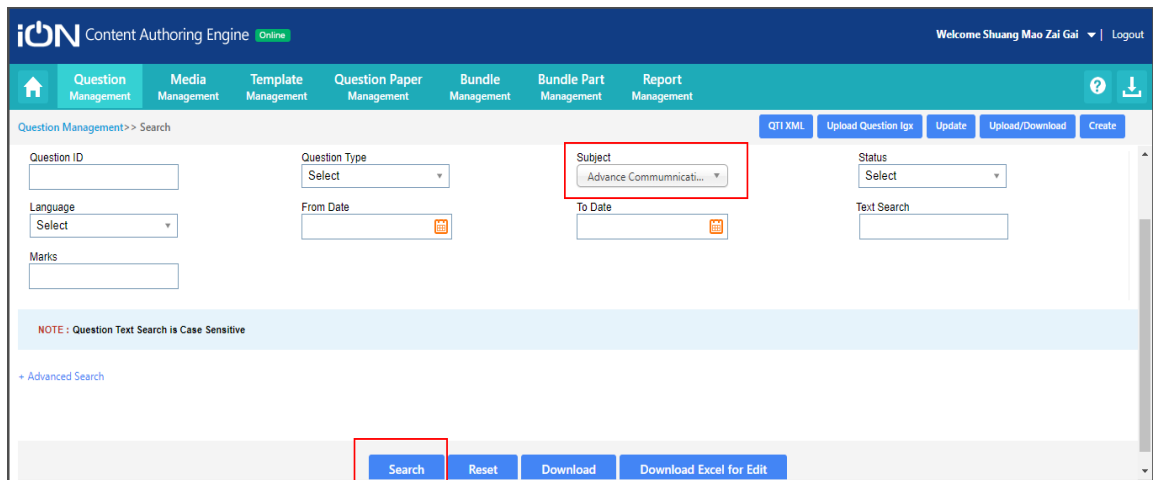 iON Content Authoring Engine Online
Welcome Shuang Mao Zai Gai | Logout
Question Management
Media Management
Template Management
Question Paper Management
Bundle Management
Bundle Part Management
Report Management
?
Question Management>> Search
QTI XML
Upload Question Igx
Update
Upload/Download
Create
Question ID
Question Type
Select
Subject
Advance Commumnicati...
Status
Select
Language
Select
From Date
To Date
Text Search
Marks
NOTE : Question Text Search is Case Sensitive
+ Advanced Search
Search
Reset
Download
Download Excel for Edit